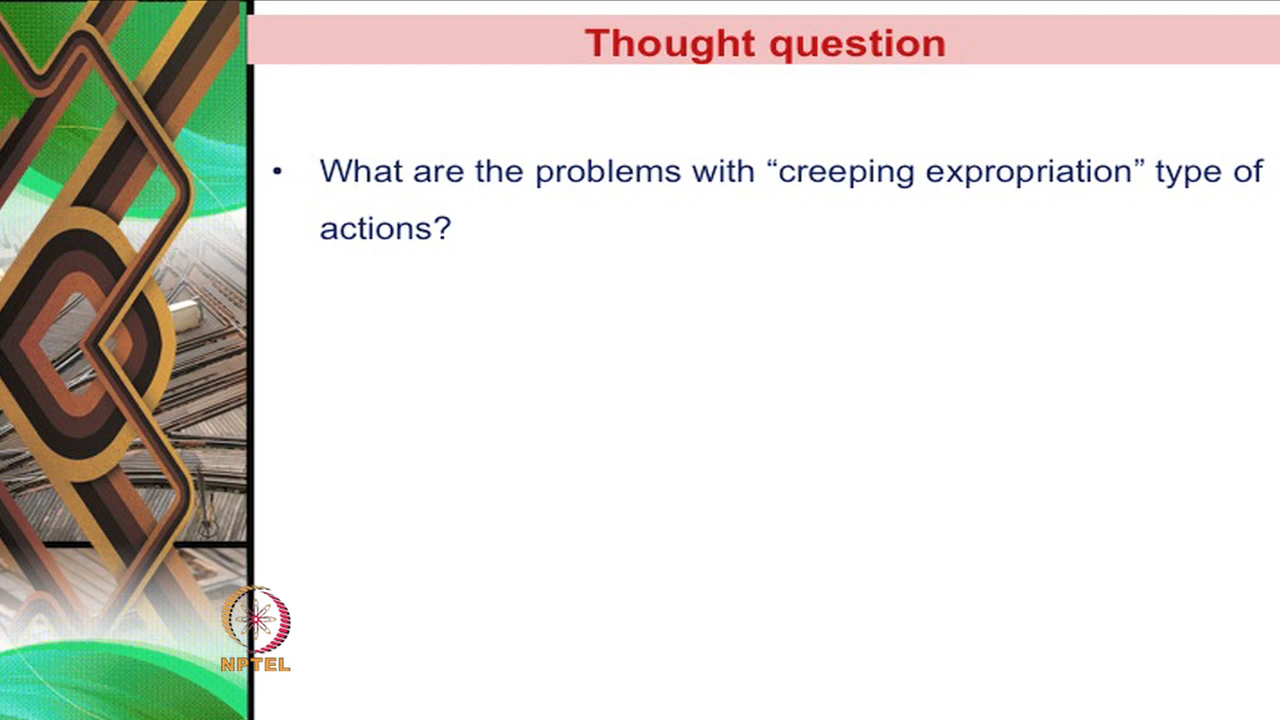 Thought question
• What are the problems with “creeping expropriation” type of
actions?
NPTEL